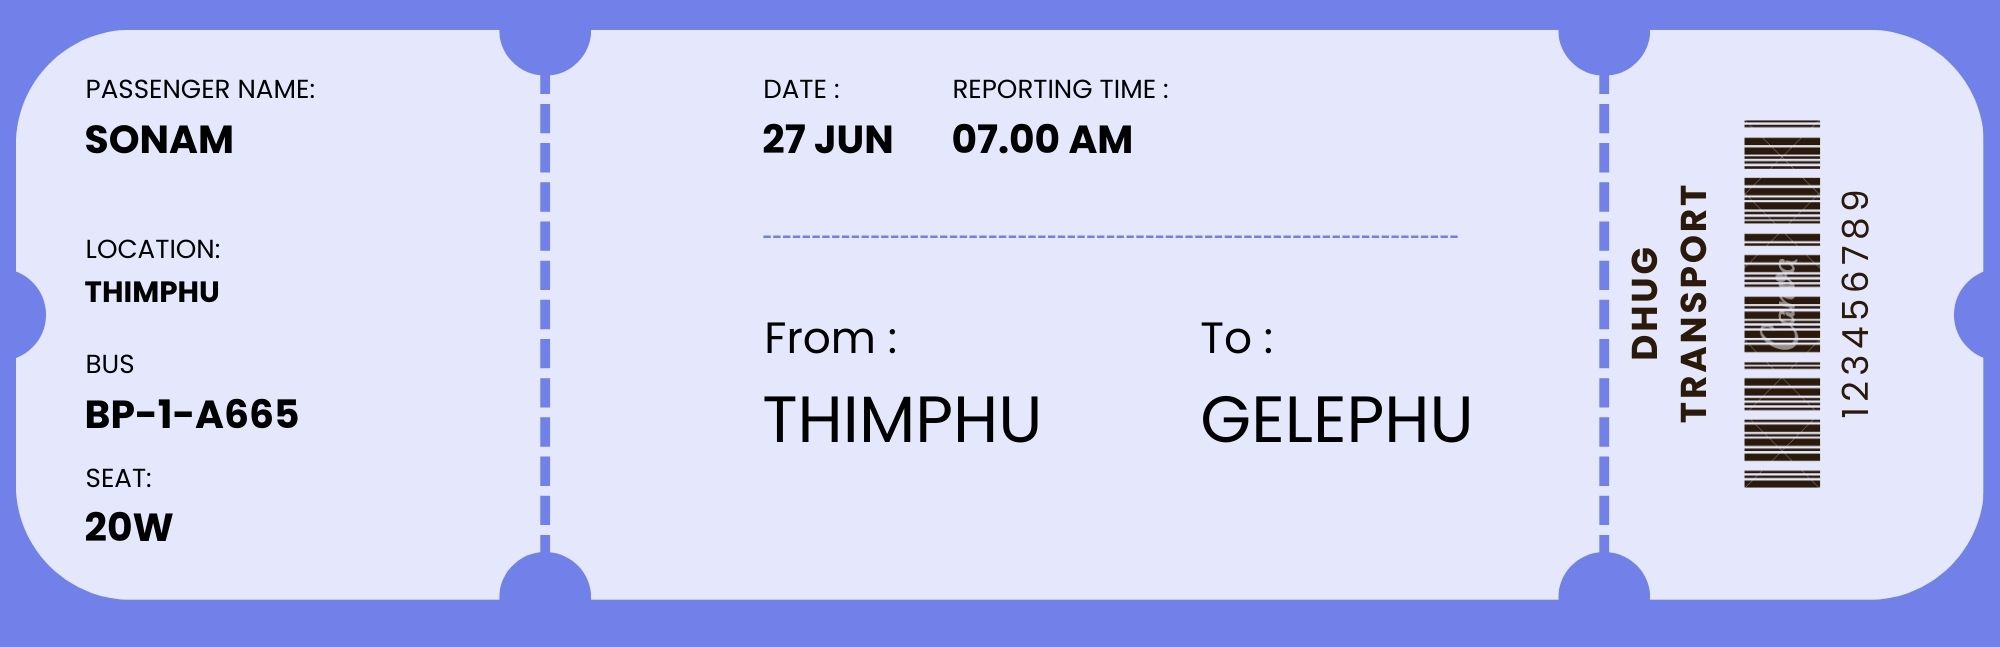 PASSENGER NAME:
SONAM
LOCATION:
THIMPHU
BUS
BP-1-A665
SEAT:
20W
DATE :
27 JUN
REPORTING TIME :
07.00 AM
From :
THIMPHU
To :
GELEPHU
DHUG
TRANSPORT
Canva
123456789